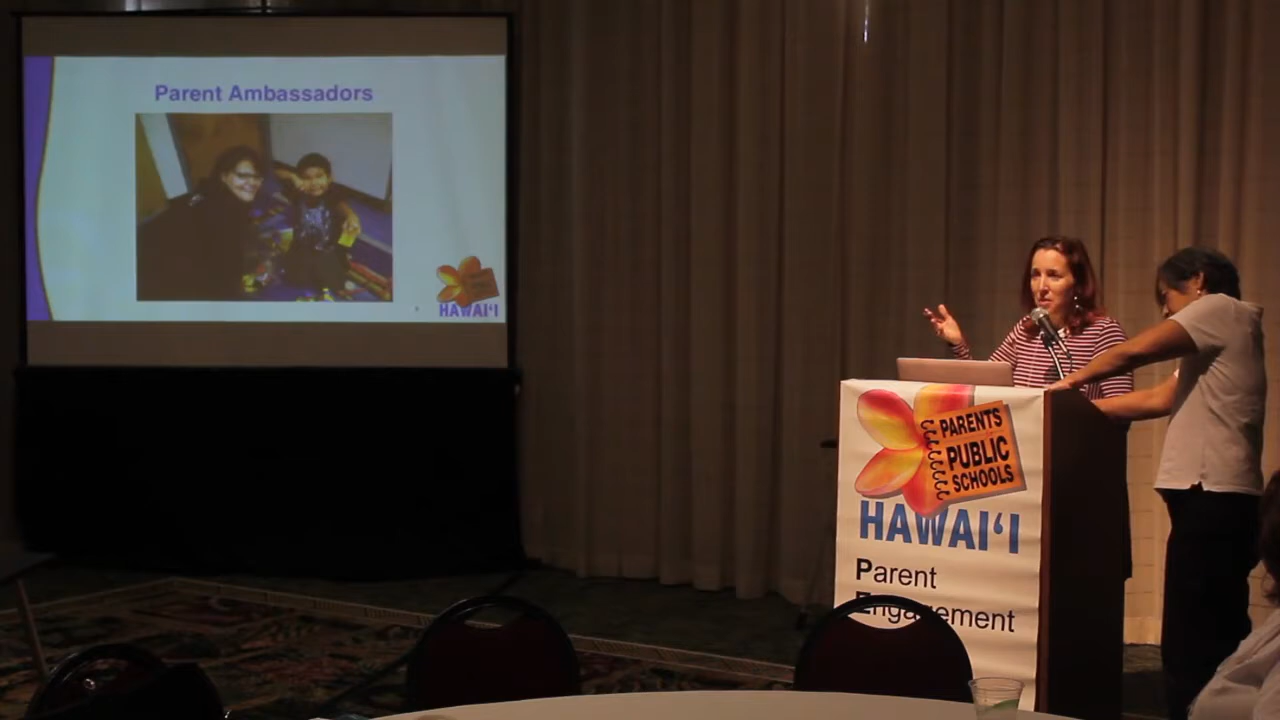 Parent Ambassadors
HAWAI‘I
PARENTS
PUBLIC
SCHOOLS
HAWAI‘I
Parent
Engagement